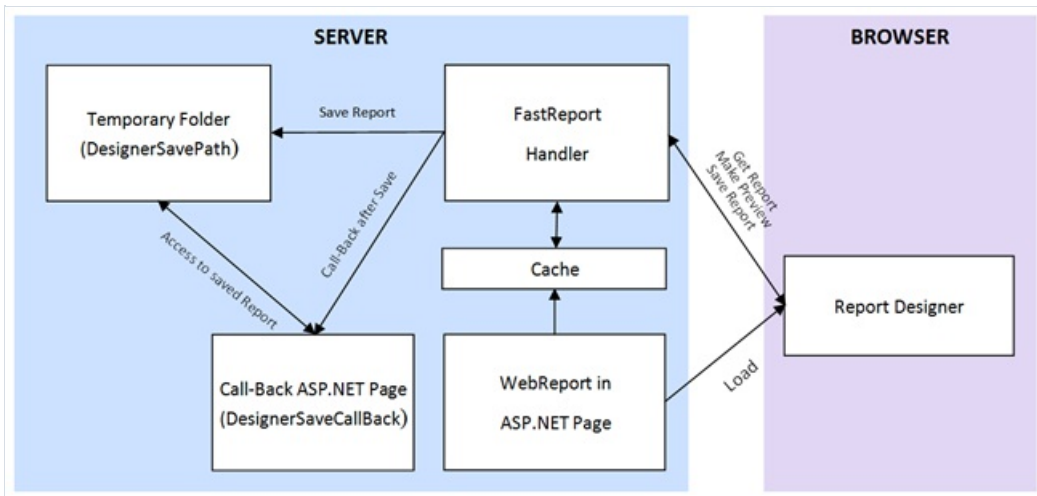 SERVER
BROWSER
Temporary Folder
(DesignerSavePath)
Save Report
FastReport
Handler
Get Report
Make Preview
Save Report
Call-Back after Save
Access to saved Report
Cache
Report Designer
Call-Back ASP.NET Page
(DesignerSaveCallBack)
WebReport in
ASP.NET Page
Load